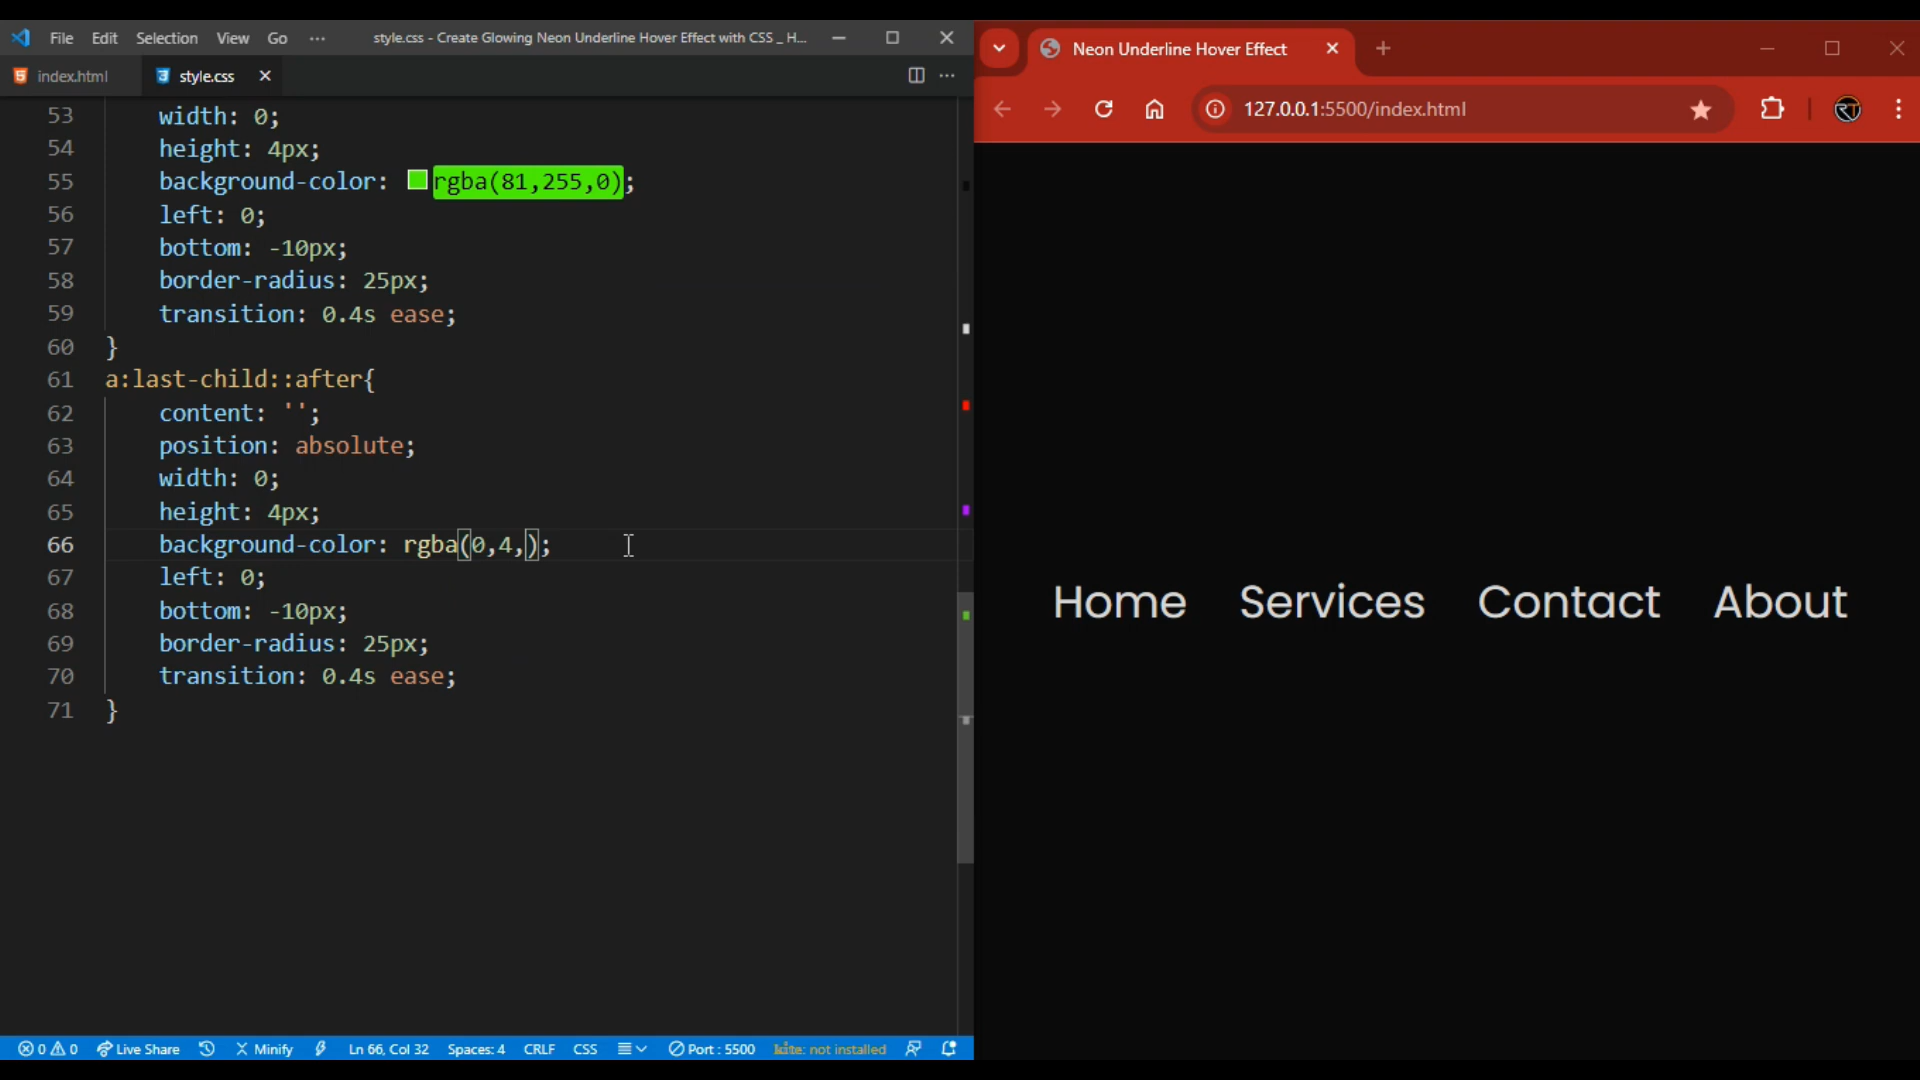 File Edit Selection View Go ··· style.css - Create Glowing Neon Underline Hover Effect with CSS _ H...
index.html style.css
53 width: 0;
54 height: 4px;
55 background-color: rgba(81,255,0);
56 left: 0;
57 bottom: -10px;
58 border-radius: 25px;
59 transition: 0.4s ease;
60 }
61 a:last-child::after{
62 content: '';
63 position: absolute;
64 width: 0;
65 height: 4px;
66 background-color: rgba(0,4,);
67 left: 0;
68 bottom: -10px;
69 border-radius: 25px;
70 transition: 0.4s ease;
71 }
0 0 Live Share Minify Ln 66, Col 32 Spaces: 4 CRLF CSS Port : 5500 kite: not installed
Neon Underline Hover Effect
127.0.0.1:5500/index.html
Home Services Contact About